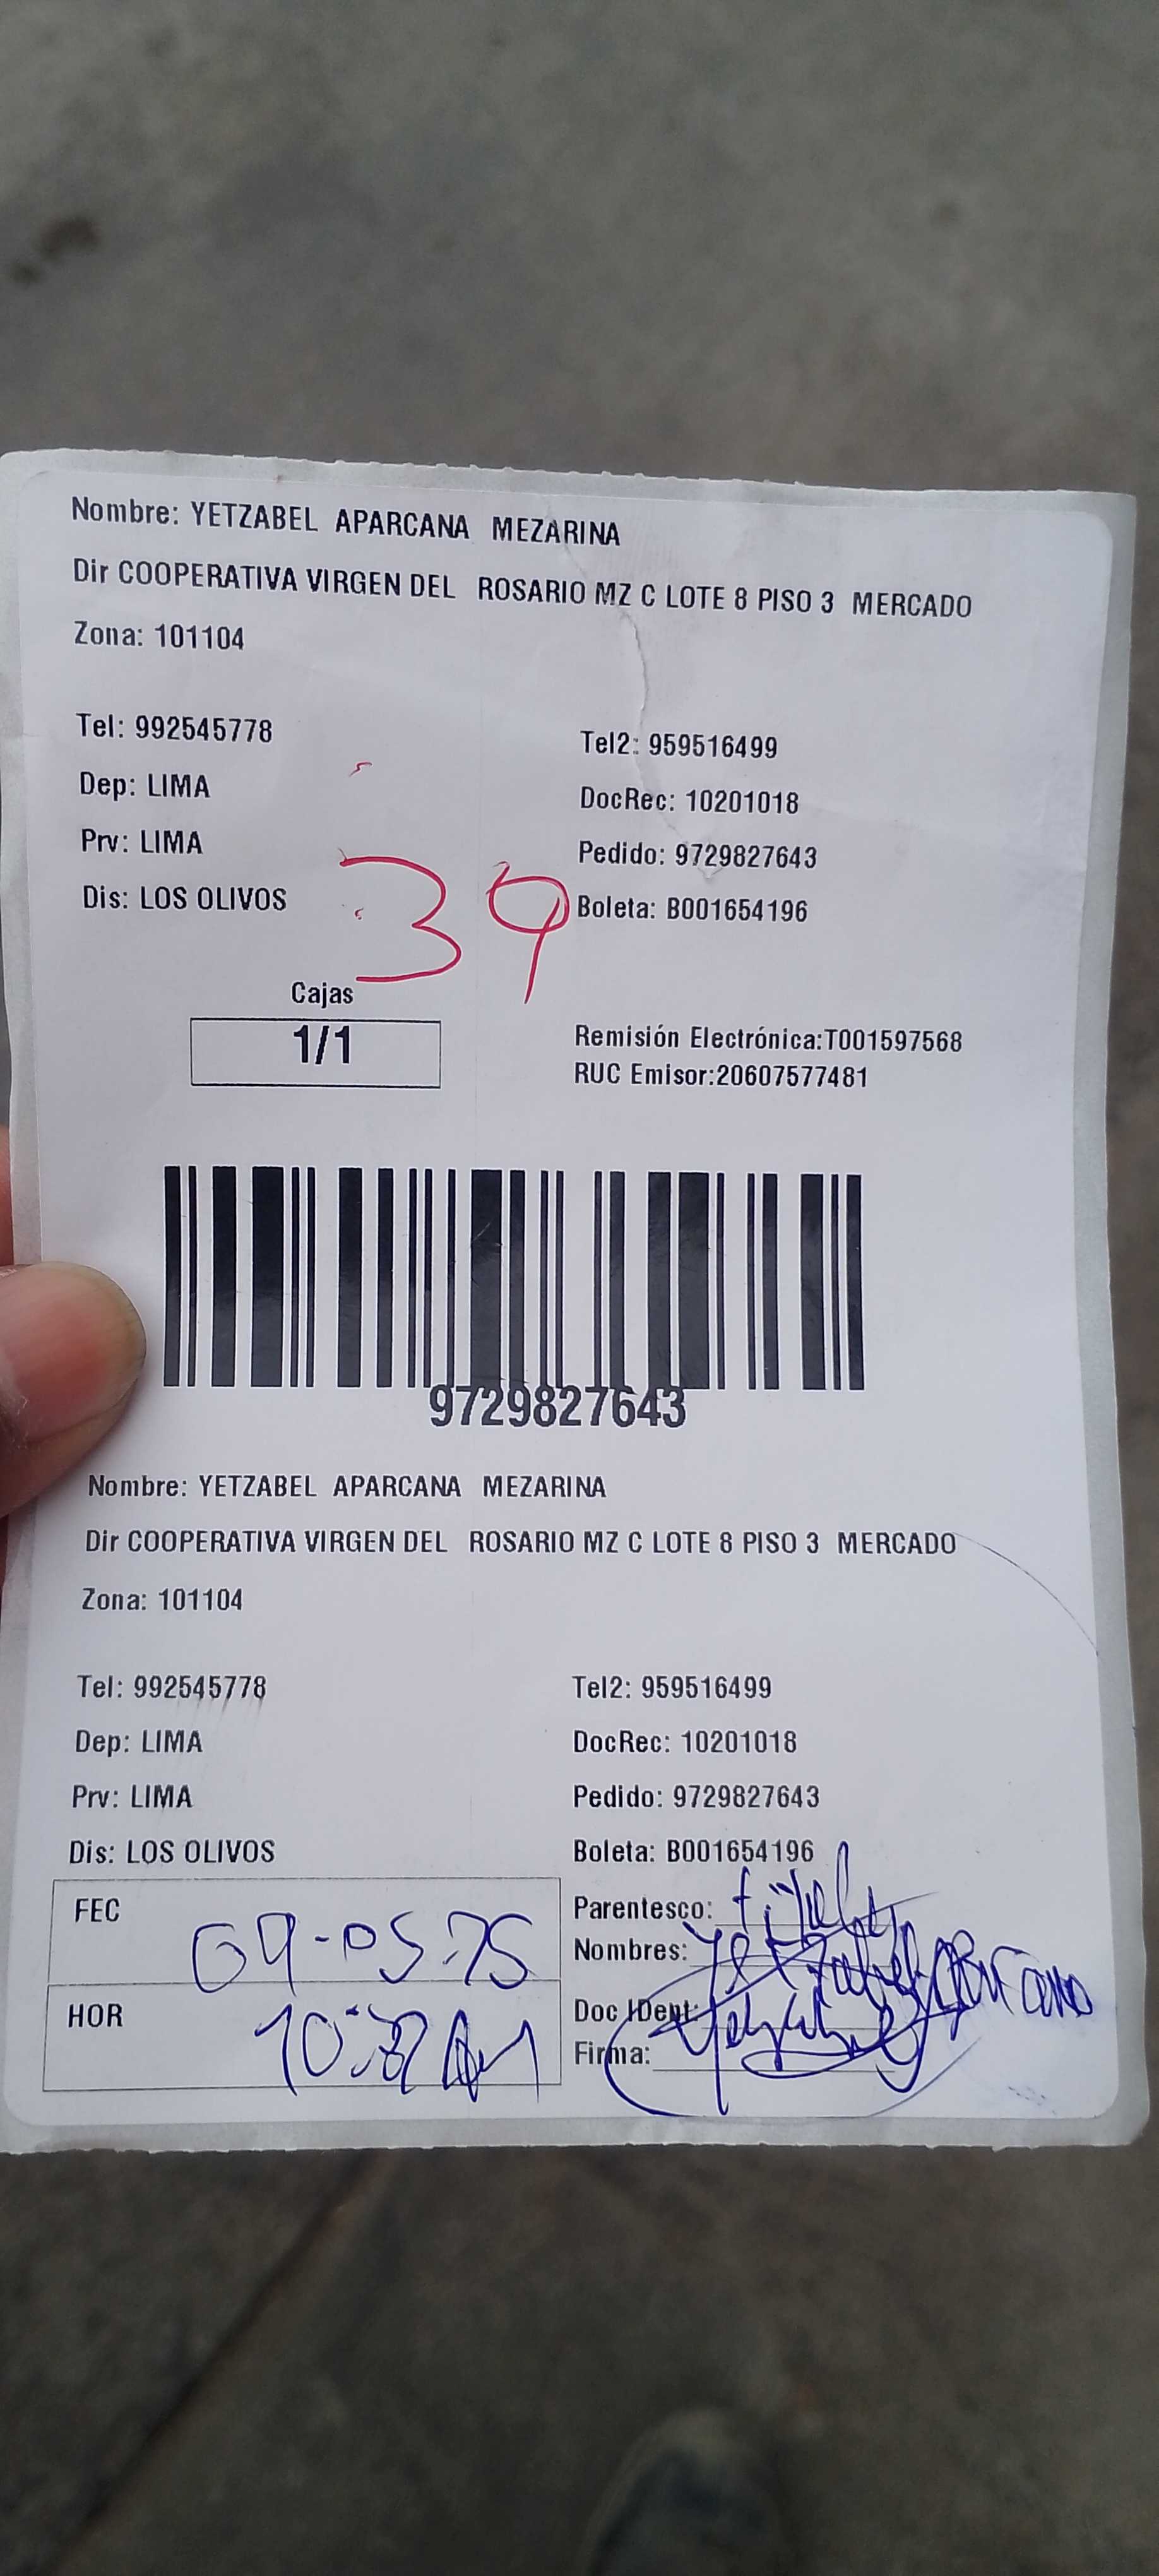 Nombre: YETZABEL APARCANA MEZARINA
Dir COOPERATIVA VIRGEN DEL ROSARIO MZ C LOTE 8 PISO 3 MERCADO
Zona: 101104
Tel: 992545778 Tel2: 959516499
Dep: LIMA DocRec: 10201018
Prv: LIMA Pedido: 9729827643
Dis: LOS OLIVOS Boleta: B001654196
39
Cajas
1/1
Remisión Electrónica:T001597568
RUC Emisor:20607577481
9729827643
Nombre: YETZABEL APARCANA MEZARINA
Dir COOPERATIVA VIRGEN DEL ROSARIO MZ C LOTE 8 PISO 3 MERCADO
Zona: 101104
Tel: 992545778 Tel2: 959516499
Dep: LIMA DocRec: 10201018
Prv: LIMA Pedido: 9729827643
Dis: LOS OLIVOS Boleta: B001654196
FEC 09-05-25 Parentesco:
Nombres: Yetzabel
HOR AM Doc IDent:
Firma: